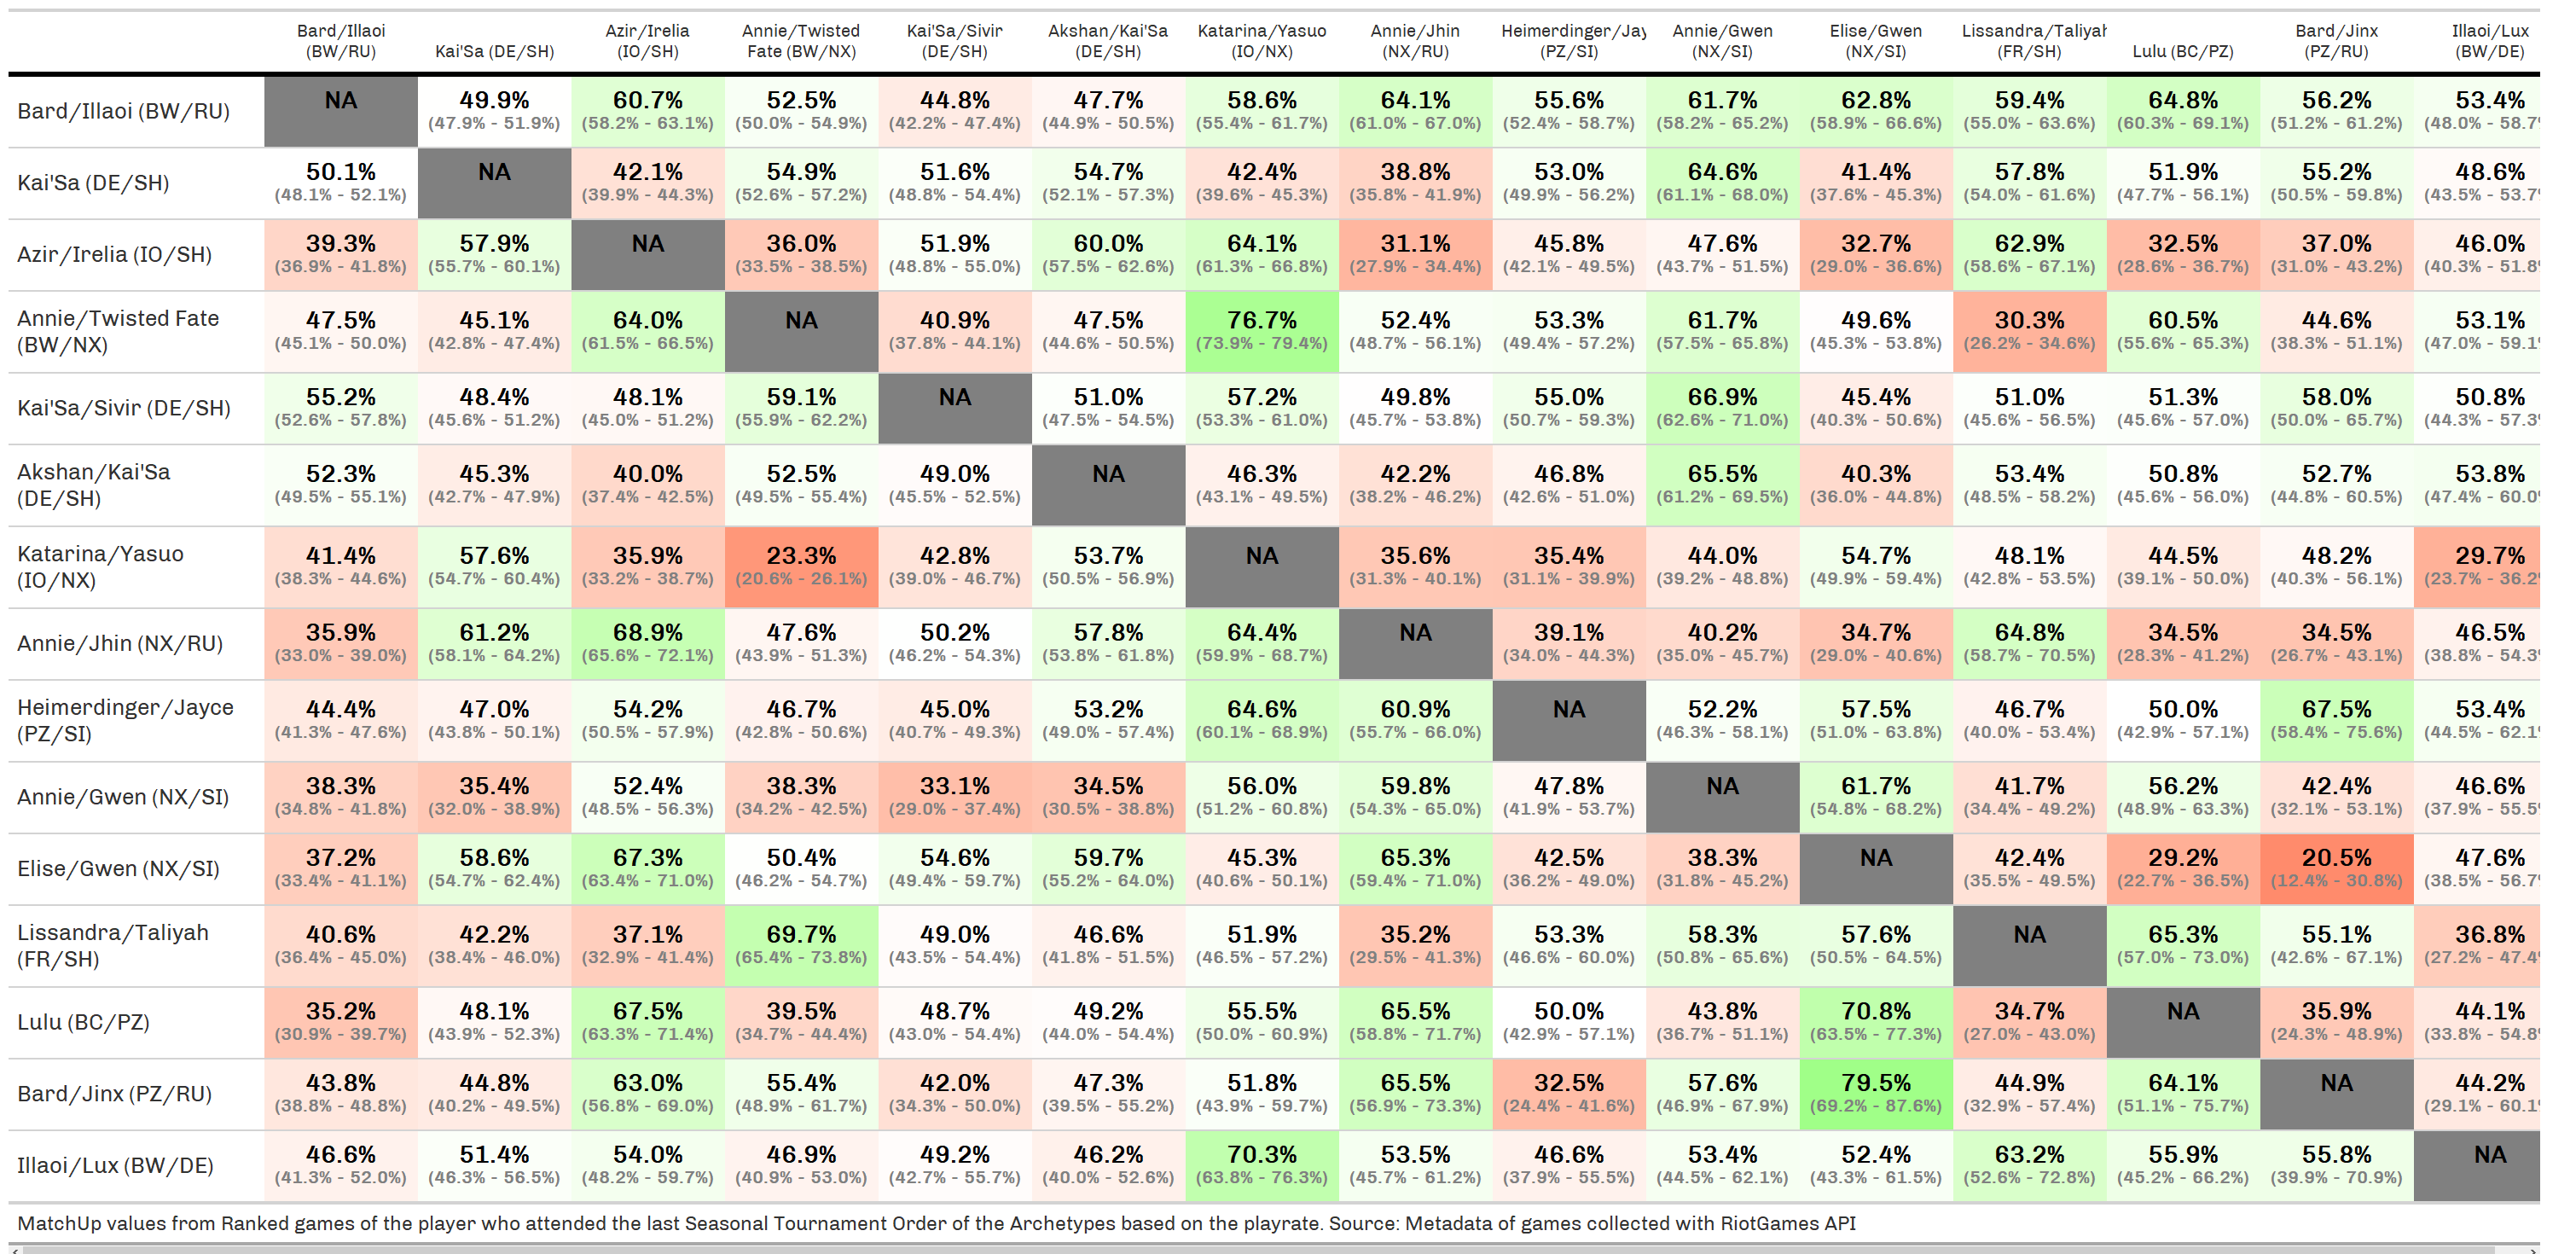 Bard/Illaoi (BW/RU) Kai'Sa (DE/SH) Azir/Irelia (IO/SH) Annie/Twisted Fate (BW/NX) Kai'Sa/Sivir (DE/SH) Akshan/Kai'Sa (DE/SH) Katarina/Yasuo (IO/NX) Annie/Jhin (NX/RU) Heimerdinger/Jay (PZ/SI) Annie/Gwen (NX/SI) Elise/Gwen (NX/SI) Lissandra/Taliyah (FR/SH) Lulu (BC/PZ) Bard/Jinx (PZ/RU) Illaoi/Lux (BW/DE)
Bard/Illaoi (BW/RU) NA 49.9% 60.7% 52.5% 44.8% 47.7% 58.6% 64.1% 55.6% 61.7% 62.8% 59.4% 64.8% 56.2% 53.4%
(47.9% - 51.9%) (58.2% - 63.1%) (50.0% - 54.9%) (42.2% - 47.4%) (44.9% - 50.5%) (55.4% - 61.7%) (61.0% - 67.0%) (52.4% - 58.7%) (58.2% - 65.2%) (58.9% - 66.6%) (55.0% - 63.6%) (60.3% - 69.1%) (51.2% - 61.2%) (48.0% - 58.7
Kai'Sa (DE/SH) 50.1% NA 42.1% 54.9% 51.6% 54.7% 42.4% 38.8% 53.0% 64.6% 41.4% 57.8% 51.9% 55.2% 48.6%
(48.1% - 52.1%) (39.9% - 44.3%) (52.6% - 57.2%) (48.8% - 54.4%) (52.1% - 57.3%) (39.6% - 45.3%) (35.8% - 41.9%) (49.9% - 56.2%) (61.1% - 68.0%) (37.6% - 45.3%) (54.0% - 61.6%) (47.7% - 56.1%) (50.5% - 59.8%) (43.5% - 53.7
Azir/Irelia (IO/SH) 39.3% 57.9% NA 36.0% 51.9% 60.0% 64.1% 31.1% 45.8% 47.6% 32.7% 62.9% 32.5% 37.0% 46.0%
(36.9% - 41.8%) (55.7% - 60.1%) (33.5% - 38.5%) (48.8% - 55.0%) (57.5% - 62.6%) (61.3% - 66.8%) (27.9% - 34.4%) (42.1% - 49.5%) (43.7% - 51.5%) (29.0% - 36.6%) (58.6% - 67.1%) (28.6% - 36.7%) (31.0% - 43.2%) (40.3% - 51.8
Annie/Twisted Fate (BW/NX) 47.5% 45.1% 64.0% NA 40.9% 47.5% 76.7% 52.4% 53.3% 61.7% 49.6% 30.3% 60.5% 44.6% 53.1%
(45.1% - 50.0%) (42.8% - 47.4%) (61.5% - 66.5%) (37.8% - 44.1%) (44.6% - 50.5%) (73.9% - 79.4%) (48.7% - 56.1%) (49.4% - 57.2%) (57.5% - 65.8%) (45.3% - 53.8%) (26.2% - 34.6%) (55.6% - 65.3%) (38.3% - 51.1%) (47.0% - 59.1
Kai'Sa/Sivir (DE/SH) 55.2% 48.4% 48.1% 59.1% NA 51.0% 57.2% 49.8% 55.0% 66.9% 45.4% 51.0% 51.3% 58.0% 50.8%
(52.6% - 57.8%) (45.6% - 51.2%) (45.0% - 51.2%) (55.9% - 62.2%) (47.5% - 54.5%) (53.3% - 61.0%) (45.7% - 53.8%) (50.7% - 59.3%) (62.6% - 71.0%) (40.3% - 50.6%) (45.6% - 56.5%) (45.6% - 57.0%) (50.0% - 65.7%) (44.3% - 57.3
Akshan/Kai'Sa (DE/SH) 52.3% 45.3% 40.0% 52.5% 49.0% NA 46.3% 42.2% 46.8% 65.5% 40.3% 53.4% 50.8% 52.7% 53.8%
(49.5% - 55.1%) (42.7% - 47.9%) (37.4% - 42.5%) (49.5% - 55.4%) (45.5% - 52.5%) (43.1% - 49.5%) (38.2% - 46.2%) (42.6% - 51.0%) (61.2% - 69.5%) (36.0% - 44.8%) (48.5% - 58.2%) (45.6% - 56.0%) (44.8% - 60.5%) (47.4% - 60.0
Katarina/Yasuo (IO/NX) 41.4% 57.6% 35.9% 23.3% 42.8% 53.7% NA 35.6% 35.4% 44.0% 54.7% 48.1% 44.5% 48.2% 29.7%
(38.3% - 44.6%) (54.7% - 60.4%) (33.2% - 38.7%) (20.6% - 26.1%) (39.0% - 46.7%) (50.5% - 56.9%) (31.3% - 40.1%) (31.1% - 39.9%) (39.2% - 48.8%) (49.9% - 59.4%) (42.8% - 53.5%) (39.1% - 50.0%) (40.3% - 56.1%) (23.7% - 36.2
Annie/Jhin (NX/RU) 35.9% 61.2% 68.9% 47.6% 50.2% 57.8% 64.4% NA 39.1% 40.2% 34.7% 64.8% 34.5% 34.5% 46.5%
(33.0% - 39.0%) (58.1% - 64.2%) (65.6% - 72.1%) (43.9% - 51.3%) (46.2% - 54.3%) (53.8% - 61.8%) (59.9% - 68.7%) (34.0% - 44.3%) (35.0% - 45.7%) (29.0% - 40.6%) (58.7% - 70.5%) (28.3% - 41.2%) (26.7% - 43.1%) (38.8% - 54.3
Heimerdinger/Jayce (PZ/SI) 44.4% 47.0% 54.2% 46.7% 45.0% 53.2% 64.6% 60.9% NA 52.2% 57.5% 46.7% 50.0% 67.5% 53.4%
(41.3% - 47.6%) (43.8% - 50.1%) (50.5% - 57.9%) (42.8% - 50.6%) (40.7% - 49.3%) (49.0% - 57.4%) (60.1% - 68.9%) (55.7% - 66.0%) (46.3% - 58.1%) (51.0% - 63.8%) (40.0% - 53.4%) (42.9% - 57.1%) (58.4% - 75.6%) (44.5% - 62.1
Annie/Gwen (NX/SI) 38.3% 35.4% 52.4% 38.3% 33.1% 34.5% 56.0% 59.8% 47.8% NA 61.7% 41.7% 56.2% 42.4% 46.6%
(34.8% - 41.8%) (32.0% - 38.9%) (48.5% - 56.3%) (34.2% - 42.5%) (29.0% - 37.4%) (30.5% - 38.8%) (51.2% - 60.8%) (54.3% - 65.0%) (41.9% - 53.7%) (54.8% - 68.2%) (34.4% - 49.2%) (48.9% - 63.3%) (32.1% - 53.1%) (37.9% - 55.5
Elise/Gwen (NX/SI) 37.2% 58.6% 67.3% 50.4% 54.6% 59.7% 45.3% 65.3% 42.5% 38.3% NA 42.4% 29.2% 20.5% 47.6%
(33.4% - 41.1%) (54.7% - 62.4%) (63.4% - 71.0%) (46.2% - 54.7%) (49.4% - 59.7%) (55.2% - 64.0%) (40.6% - 50.1%) (59.4% - 71.0%) (36.2% - 49.0%) (31.8% - 45.2%) (35.5% - 49.5%) (22.7% - 36.5%) (12.4% - 30.8%) (38.5% - 56.7
Lissandra/Taliyah (FR/SH) 40.6% 42.2% 37.1% 69.7% 49.0% 46.6% 51.9% 35.2% 53.3% 58.3% 57.6% NA 65.3% 55.1% 36.8%
(36.4% - 45.0%) (38.4% - 46.0%) (32.9% - 41.4%) (65.4% - 73.8%) (43.5% - 54.4%) (41.8% - 51.5%) (46.5% - 57.2%) (29.5% - 41.3%) (46.6% - 60.0%) (50.8% - 65.6%) (50.5% - 64.5%) (57.0% - 73.0%) (42.6% - 67.1%) (27.2% - 47.4
Lulu (BC/PZ) 35.2% 48.1% 67.5% 39.5% 48.7% 49.2% 55.5% 65.5% 50.0% 43.8% 70.8% 34.7% NA 35.9% 44.1%
(30.9% - 39.7%) (43.9% - 52.3%) (63.3% - 71.4%) (34.7% - 44.4%) (43.0% - 54.4%) (44.0% - 54.4%) (50.0% - 60.9%) (58.8% - 71.7%) (42.9% - 57.1%) (36.7% - 51.1%) (63.5% - 77.3%) (27.0% - 43.0%) (24.3% - 48.9%) (33.8% - 54.8
Bard/Jinx (PZ/RU) 43.8% 44.8% 63.0% 55.4% 42.0% 47.3% 51.8% 65.5% 32.5% 57.6% 79.5% 44.9% 64.1% NA 44.2%
(38.8% - 48.8%) (40.2% - 49.5%) (56.8% - 69.0%) (48.9% - 61.7%) (34.3% - 50.0%) (39.5% - 55.2%) (43.9% - 59.7%) (56.9% - 73.3%) (24.4% - 41.6%) (46.9% - 67.9%) (69.2% - 87.6%) (32.9% - 57.4%) (51.1% - 75.7%) (29.1% - 60.1
Illaoi/Lux (BW/DE) 46.6% 51.4% 54.0% 46.9% 49.2% 46.2% 70.3% 53.5% 46.6% 53.4% 52.4% 63.2% 55.9% 55.8% NA
(41.3% - 52.0%) (46.3% - 56.5%) (48.2% - 59.7%) (40.9% - 53.0%) (42.7% - 55.7%) (40.0% - 52.6%) (63.8% - 76.3%) (45.7% - 61.2%) (37.9% - 55.5%) (44.5% - 62.1%) (43.3% - 61.5%) (52.6% - 72.8%) (45.2% - 66.2%) (39.9% - 70.9%)
MatchUp values from Ranked games of the player who attended the last Seasonal Tournament Order of the Archetypes based on the playrate. Source: Metadata of games collected with RiotGames API